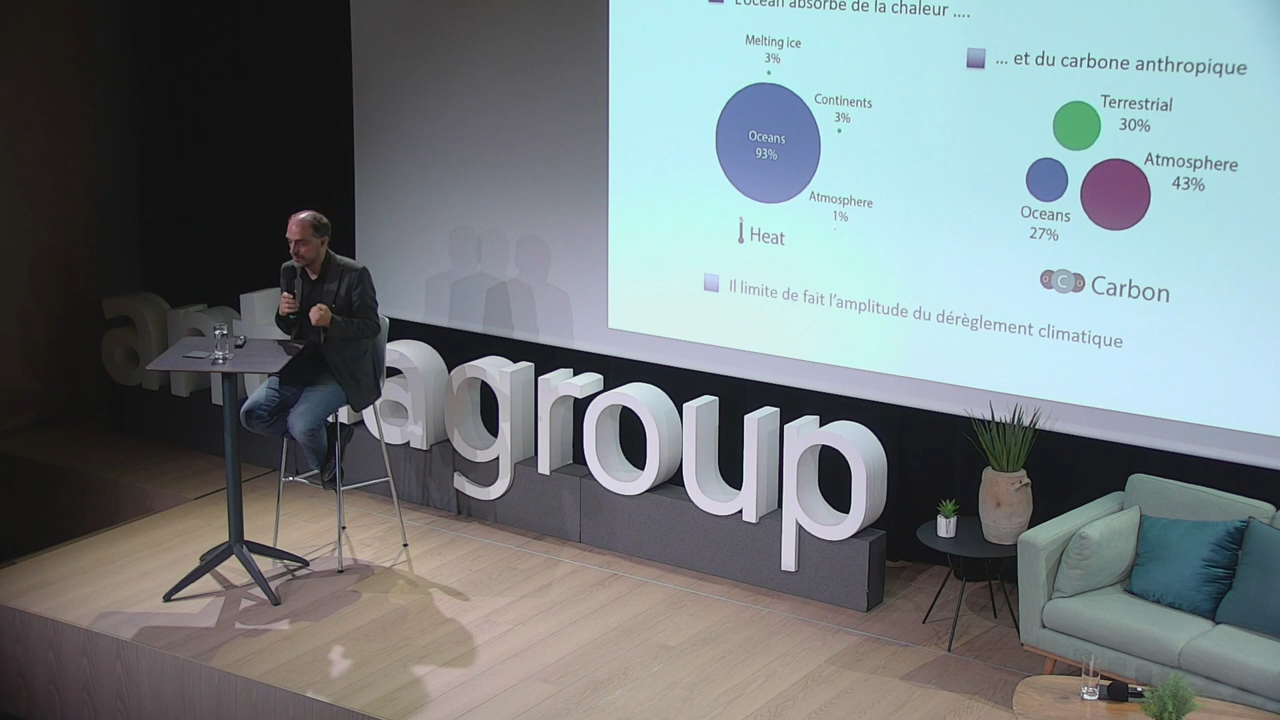 L'océan absorbe de la chaleur ....
Melting ice
3%
Continents
3%
Oceans
93%
Atmosphere
1%
Heat
... et du carbone anthropique
Terrestrial
30%
Atmosphere
43%
Oceans
27%
C
Carbon
Il limite de fait l'amplitude du dérèglement climatique
agroup